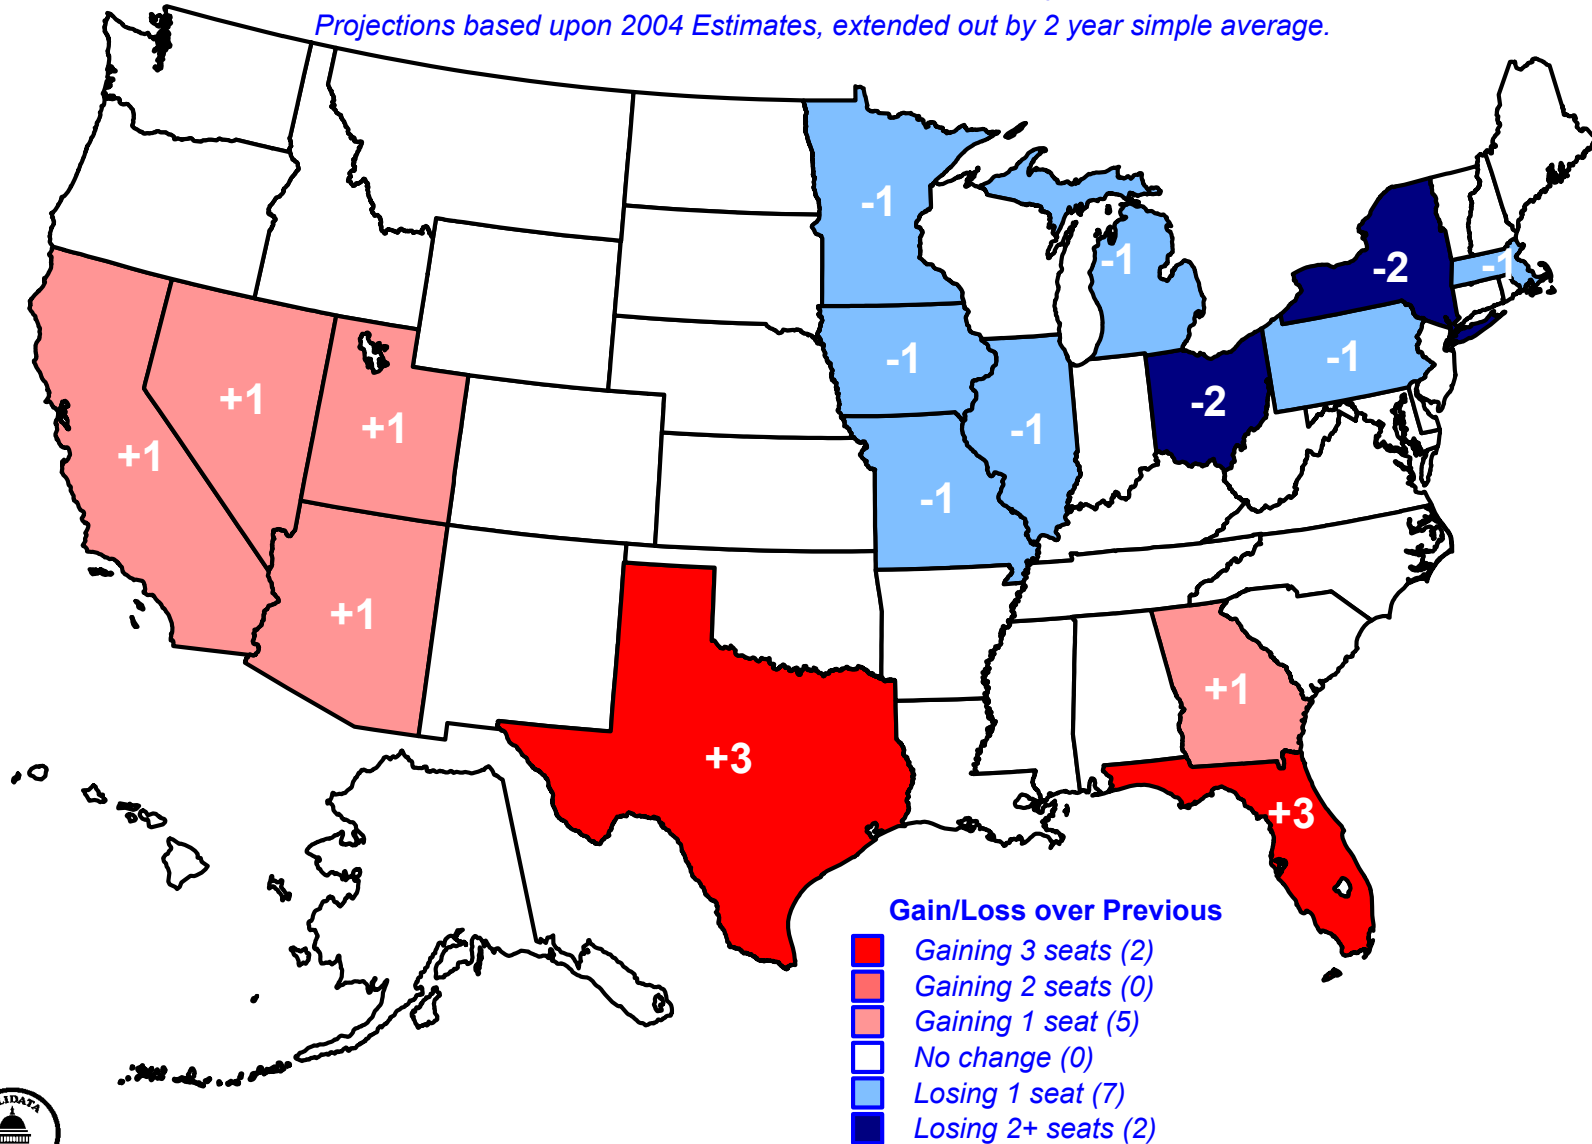 Projections based upon 2004 Estimates, extended out by 2 year simple average.
-1
-1
-2
-1
-1
-1
-2
+1
+1
-1
+1
-1
+1
+1
+3
+3
Gain/Loss over Previous
Gaining 3 seats (2)
Gaining 2 seats (0)
Gaining 1 seat (5)
No change (0)
Losing 1 seat (7)
Losing 2+ seats (2)
LIDATA